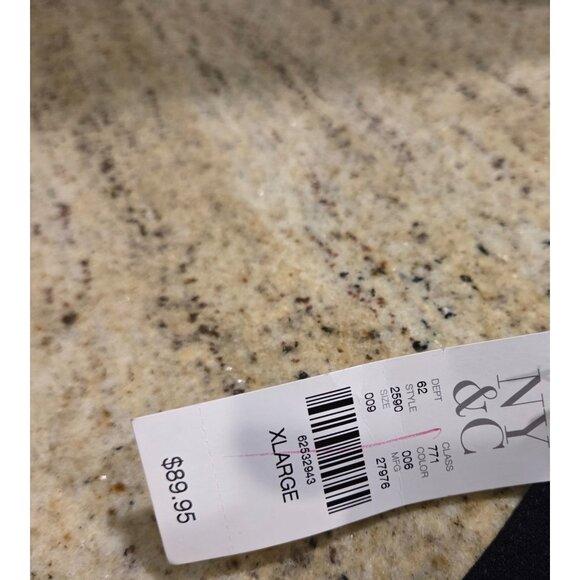 NY
&C
DEPT CLASS
62 771
STYLE COLOR
2590 006
SIZE MFG
009 27976
62532943
XLARGE
$89.95